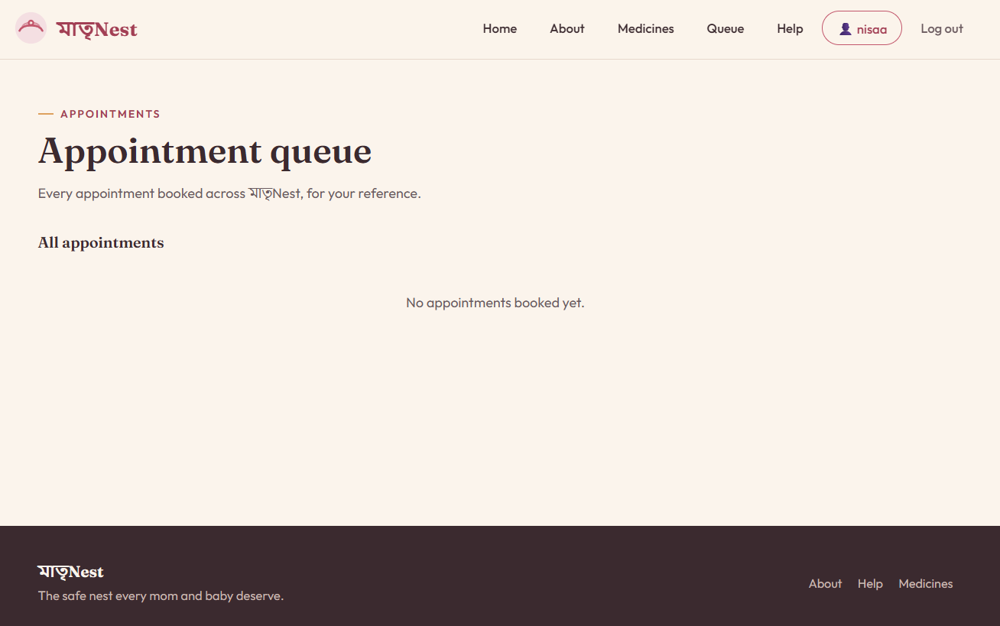 মাতৃNest
Home About Medicines Queue Help nisaa Log out
APPOINTMENTS
Appointment queue
Every appointment booked across মাতৃNest, for your reference.
All appointments
No appointments booked yet.
মাতৃNest
The safe nest every mom and baby deserve.
About Help Medicines